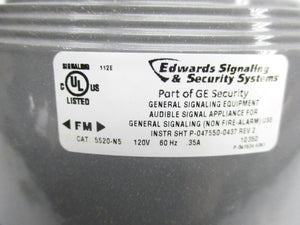 SIGNALING 112E
Edwards Signaling
& Security Systems
C UL US
LISTED
Part of GE Security
GENERAL SIGNALING EQUIPMENT
AUDIBLE SIGNAL APPLIANCE FOR
GENERAL SIGNALING (NON FIRE-ALARM) USE
INSTR SHT P-047550-0437 REV 2
FM
CAT. 5520-N5 120V 60 Hz .35A